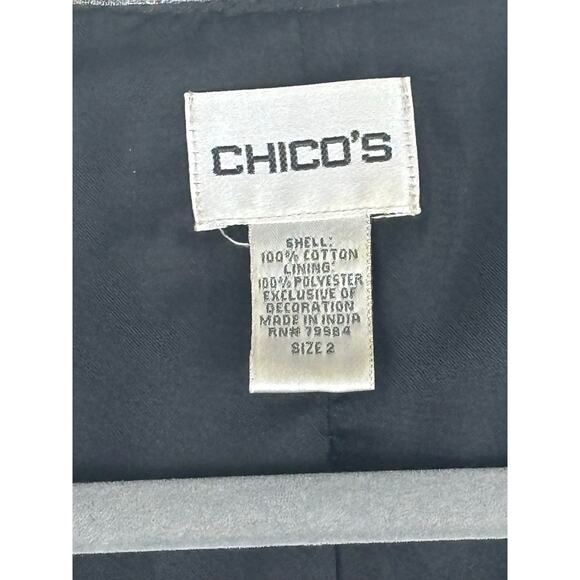 CHICO'S
SHELL:
100% COTTON
LINING:
100% POLYESTER
EXCLUSIVE OF
DECORATION
MADE IN INDIA
RN# 79984
SIZE 2